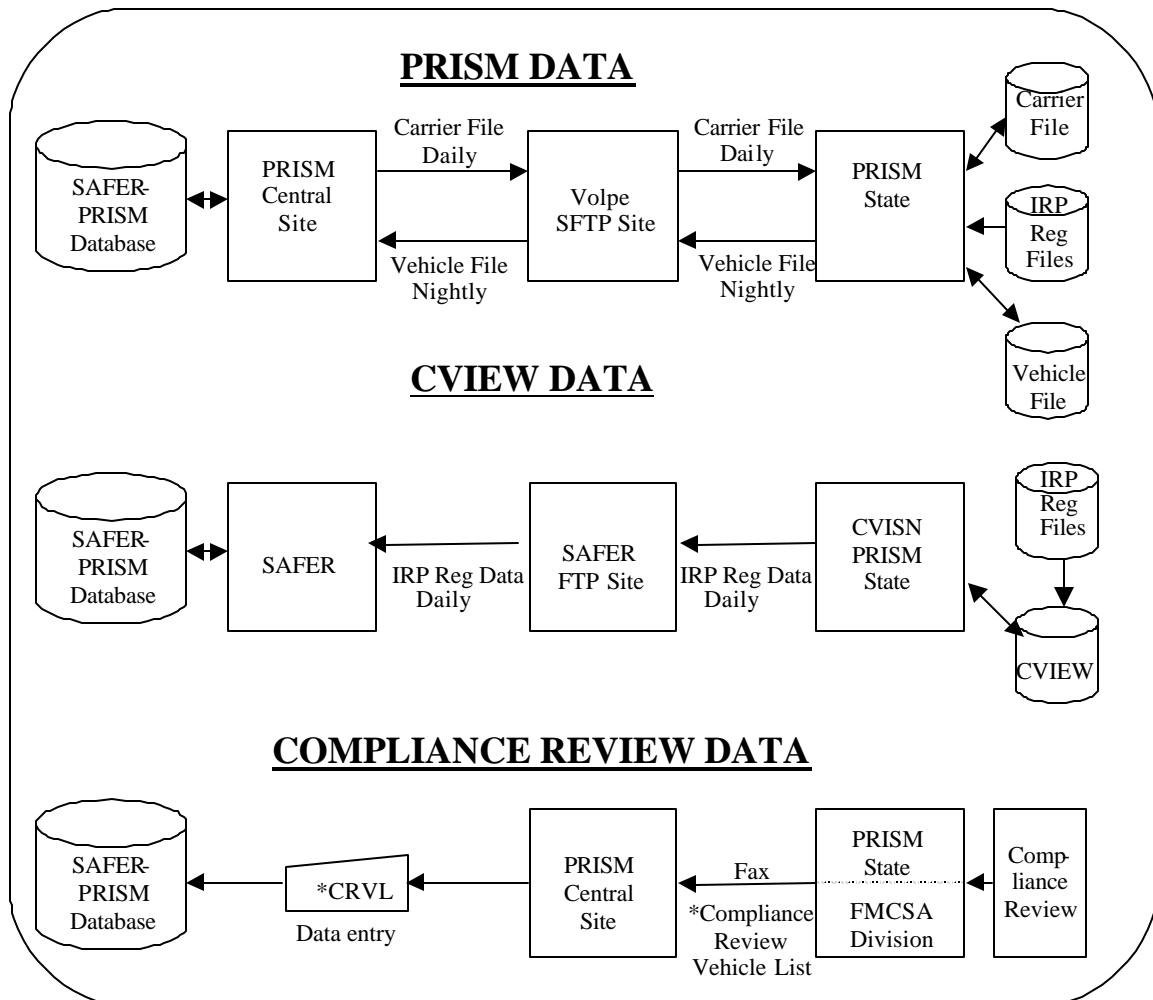 PRISM DATA
SAFER-
PRISM
Database
PRISM
Central
Site
Carrier File
Daily
Vehicle File
Nightly
Volpe
SFTP Site
Carrier File
Daily
Vehicle File
Nightly
PRISM
State
Carrier
File
IRP
Reg
Files
Vehicle
File
CVIEW DATA
SAFER-
PRISM
Database
SAFER
IRP Reg Data
Daily
SAFER
FTP Site
IRP Reg Data
Daily
CVISN
PRISM
State
IRP
Reg
Files
CVIEW
COMPLIANCE REVIEW DATA
SAFER-
PRISM
Database
*CRVL
Data entry
PRISM
Central
Site
Fax
*Compliance
Review
Vehicle List
PRISM
State
FMCSA
Division
Comp-
liance
Review